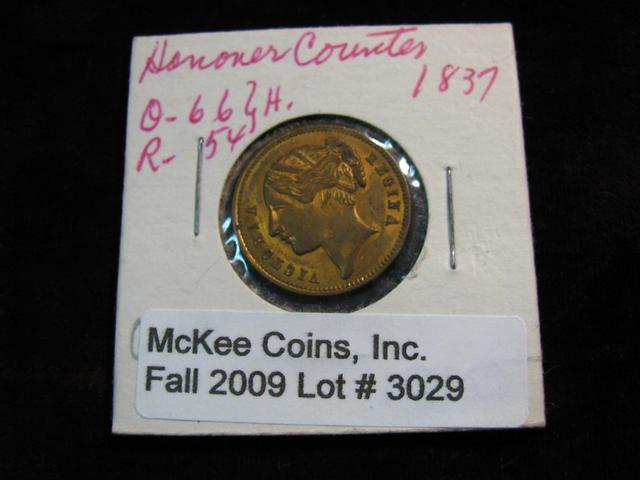 Hanover Counter
1837
O-66 } H.
R-54
VICTORIA REGINA
McKee Coins, Inc.
Fall 2009 Lot # 3029